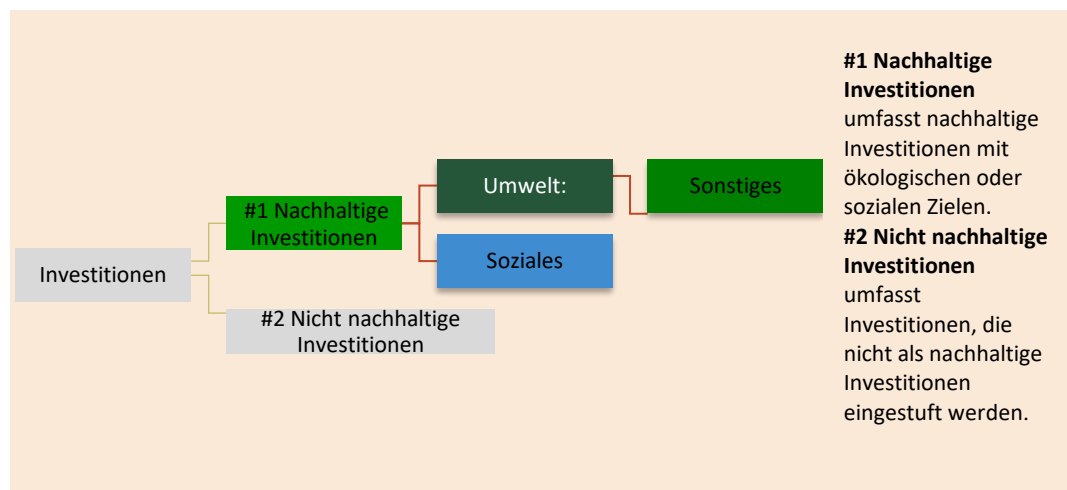 Investitionen
#1 Nachhaltige
Investitionen
#2 Nicht nachhaltige
Investitionen
Umwelt:
Soziales
Sonstiges
#1 Nachhaltige
Investitionen
umfasst nachhaltige
Investitionen mit
ökologischen oder
sozialen Zielen.
#2 Nicht nachhaltige
Investitionen
umfasst
Investitionen, die
nicht als nachhaltige
Investitionen
eingestuft werden.